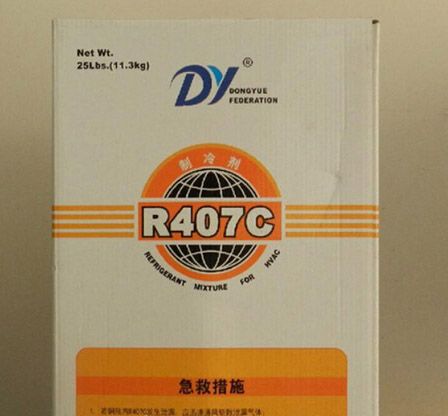 Net Wt.
25Lbs.(11.3kg)
DY®
DONGYUE
FEDERATION
制冷剂
R407C
REFRIGERANT MIXTURE FOR HVAC
急救措施